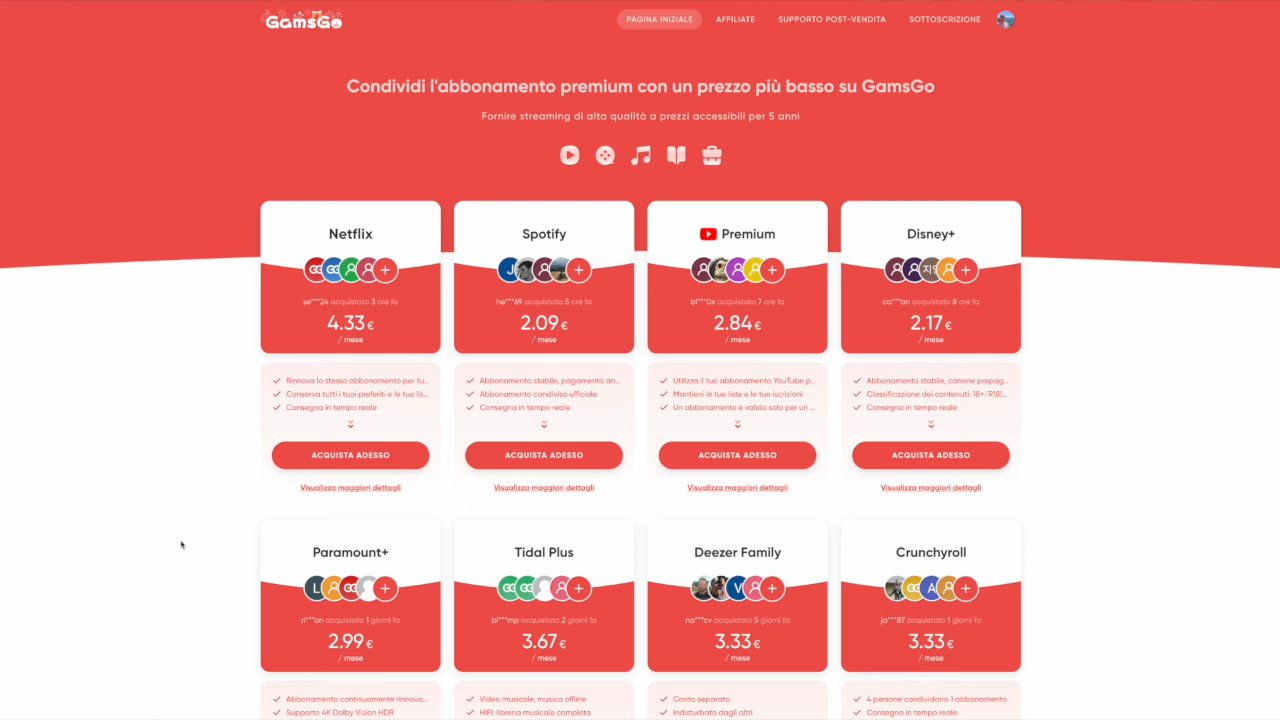 GamsGo
PAGINA INIZIALE
AFFILIATE
SUPPORTO POST-VENDITA
SOTTOSCRIZIONE
Condividi l'abbonamento premium con un prezzo più basso su GamsGo
Fornire streaming di alta qualità a prezzi accessibili per 5 anni
Netflix
se***24 acquistato 3 ore fa
4.33 €
/ mese
Rinnova lo stesso abbonamento per tu...
Conserva tutti i tuoi preferiti e le tue lis...
Consegna in tempo reale
ACQUISTA ADESSO
Visualizza maggiori dettagli
Spotify
J
he***69 acquistato 5 ore fa
2.09 €
/ mese
Abbonamento stabile, pagamento an...
Abbonamento condiviso ufficiale
Consegna in tempo reale
ACQUISTA ADESSO
Visualizza maggiori dettagli
Premium
bl***0x acquistato 7 ore fa
2.84 €
/ mese
Utilizza il tuo abbonamento YouTube p...
Mantieni le tue liste e le tue iscrizioni
Un abbonamento è valido solo per un ...
ACQUISTA ADESSO
Visualizza maggiori dettagli
Disney+
ca***an acquistato 8 ore fa
2.17 €
/ mese
Abbonamento stabile, canone prepag...
Classificazione dei contenuti: 18+/R18(...
Consegna in tempo reale
ACQUISTA ADESSO
Visualizza maggiori dettagli
Paramount+
L
ri***on acquistato 1 giorni fa
2.99 €
/ mese
Abbonamento continuamente rinnova...
Supporto 4K Dolby Vision HDR
Tidal Plus
bi***mp acquistato 2 giorni fa
3.67 €
/ mese
Video musicale, musica offline
HIFI: libreria musicale completa
Deezer Family
V
na***cv acquistato 5 giorni fa
3.33 €
/ mese
Conto separato
Indisturbato dagli altri
Crunchyroll
A
ja***87 acquistato 1 giorni fa
3.33 €
/ mese
4 persone condividono 1 abbonamento
Consegna in tempo reale